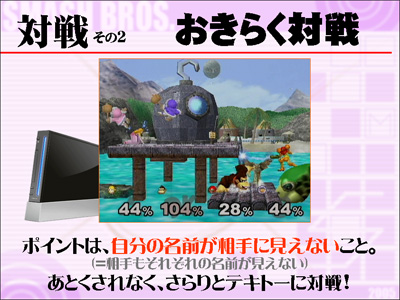 SMASH BROS.
対戦 その2 おきらく対戦
44% 104% 28% 44%
ポイントは、自分の名前が相手に見えないこと。
(=相手もそれぞれの名前が見えない)
あとくされなく、さらりとテキトーに対戦!
2005